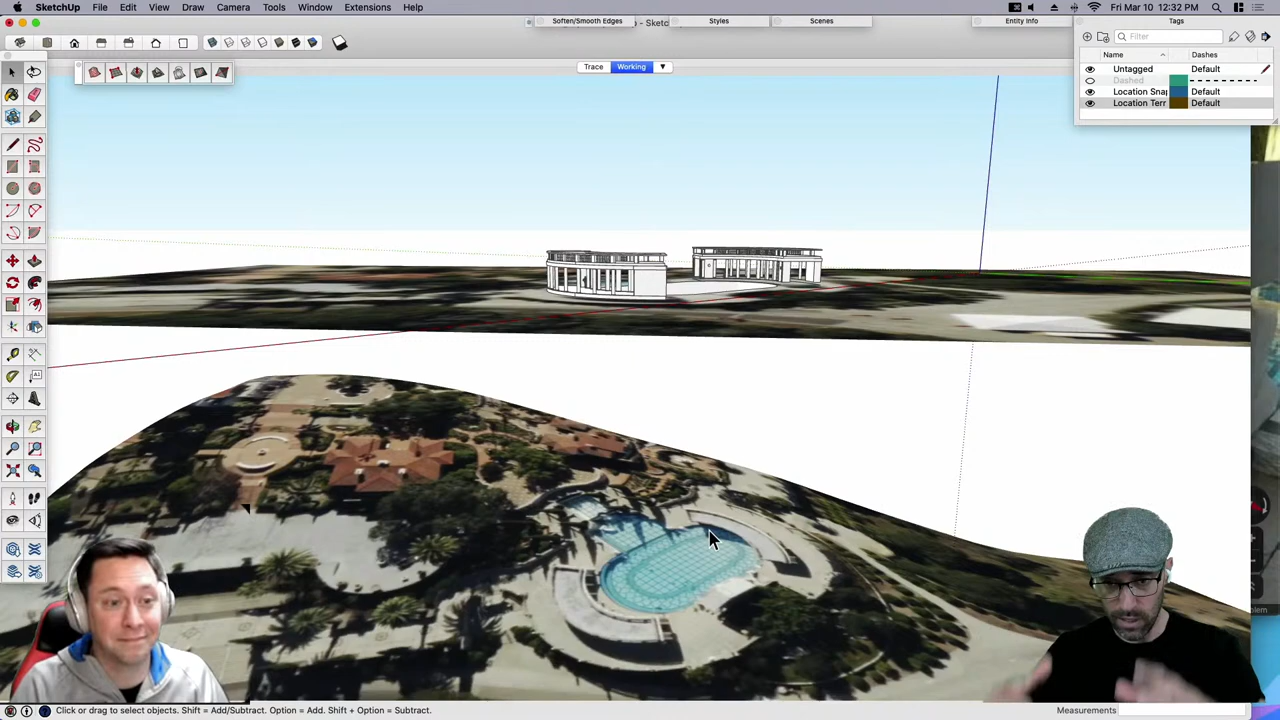 SketchUp File Edit View Draw Camera Tools Window Extensions Help
Fri Mar 10 12:32 PM
Soften/Smooth Edges
Styles
Scenes
Entity Info
Tags
Filter
Name Dashes
Untagged Default
Dashed
Location Sna Default
Location Terr Default
Trace Working
Click or drag to select objects. Shift = Add/Subtract. Option = Add. Shift + Option = Subtract.
Measurements